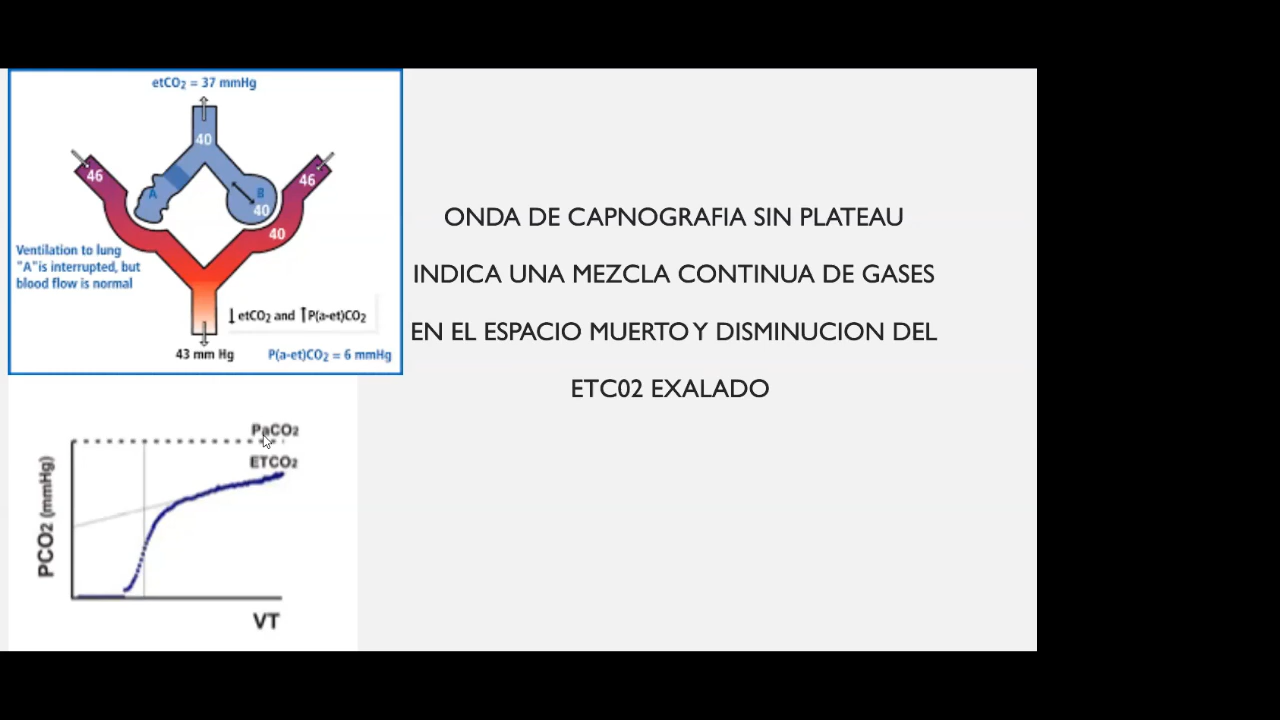 etCO₂ = 37 mmHg
40
46
46
A
B
40
40
Ventilation to lung
"A"is interrupted, but
blood flow is normal
↓etCO₂ and ↑P(a-et)CO₂
43 mm Hg
P(a-et)CO₂ = 6 mmHg
ONDA DE CAPNOGRAFIA SIN PLATEAU
INDICA UNA MEZCLA CONTINUA DE GASES
EN EL ESPACIO MUERTO Y DISMINUCION DEL
ETC02 EXALADO
PaCO₂
ETCO₂
PCO2 (mmHg)
VT